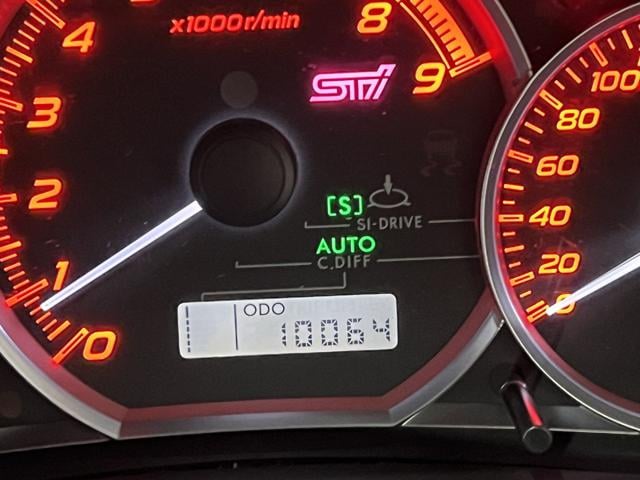 x1000r/min
4
3
2
1
0
8
9
STi
[S]
SI-DRIVE
AUTO
C.DIFF
ODO
10064
100
80
60
40
20
0